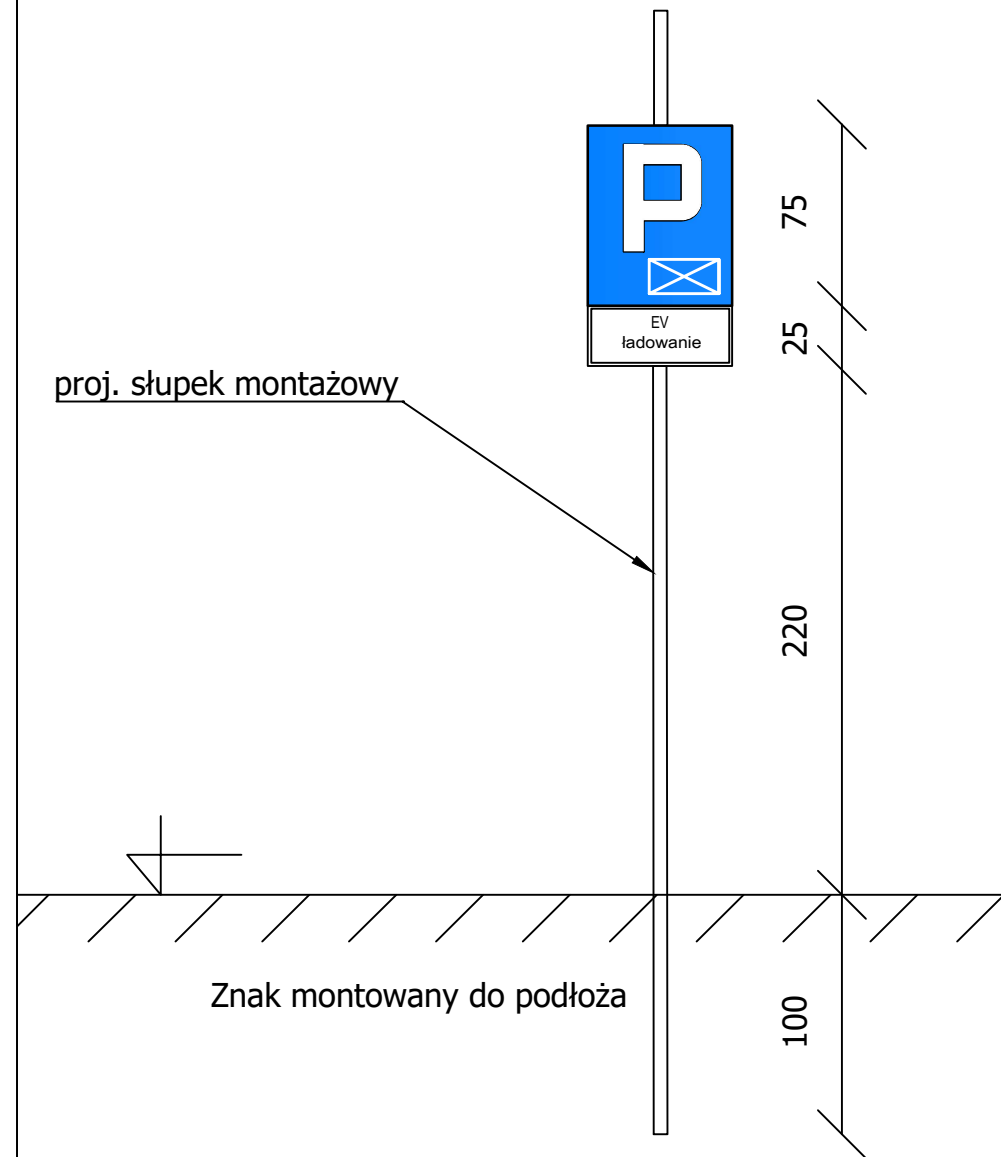 P
75
EV
ładowanie
25
proj. słupek montażowy
220
Znak montowany do podłoża
100